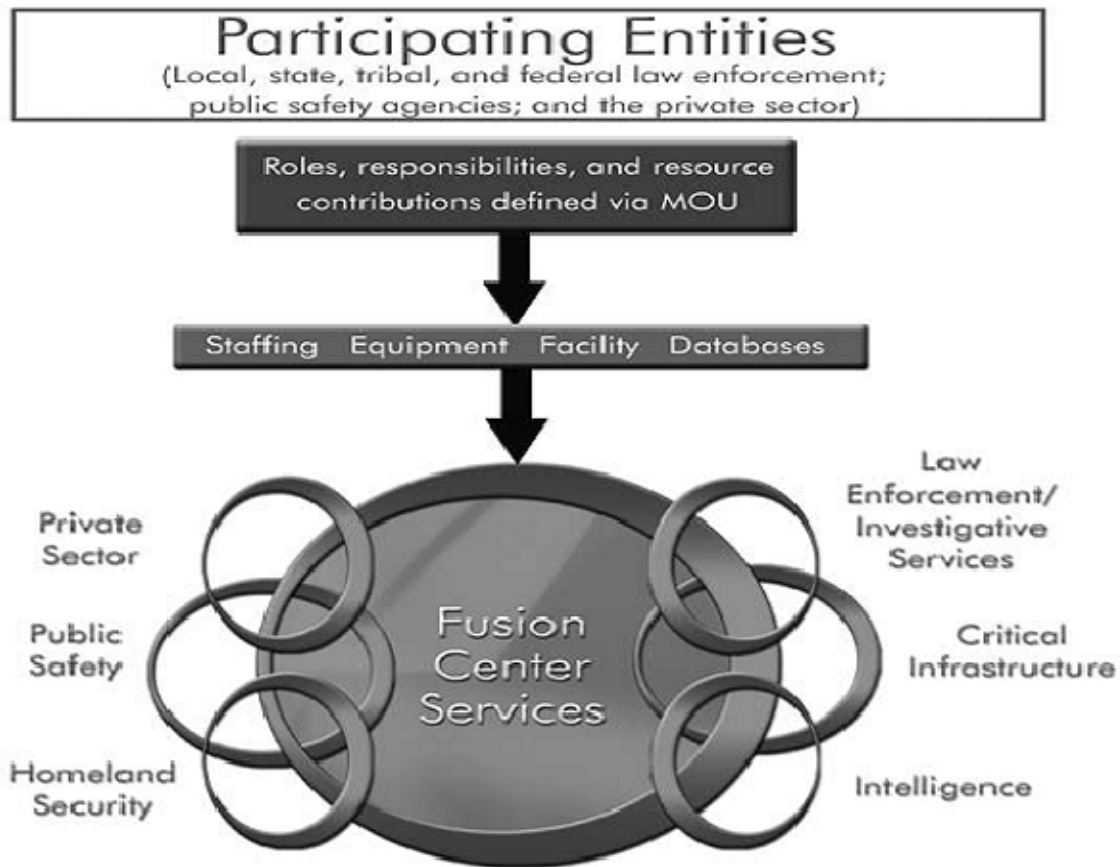 Participating Entities
(Local, state, tribal, and federal law enforcement;
public safety agencies; and the private sector)
Roles, responsibilities, and resource
contributions defined via MOU
Staffing Equipment Facility Databases
Private
Sector
Public
Safety
Homeland
Security
Fusion
Center
Services
Law
Enforcement/
Investigative
Services
Critical
Infrastructure
Intelligence